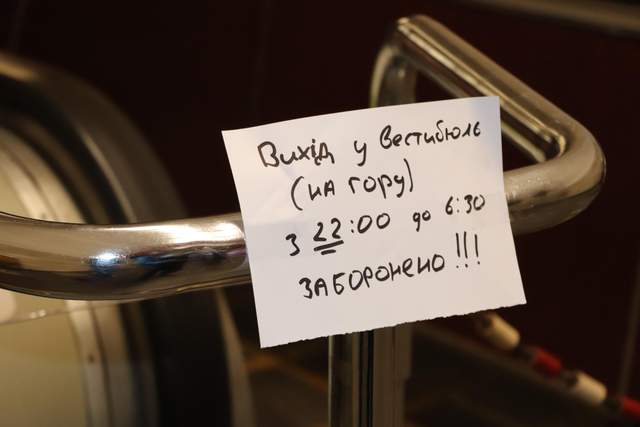 Вихід у Вестибюль
(на гору)
з 22:00 до 6:30
ЗАБОРОНЕНО!!!